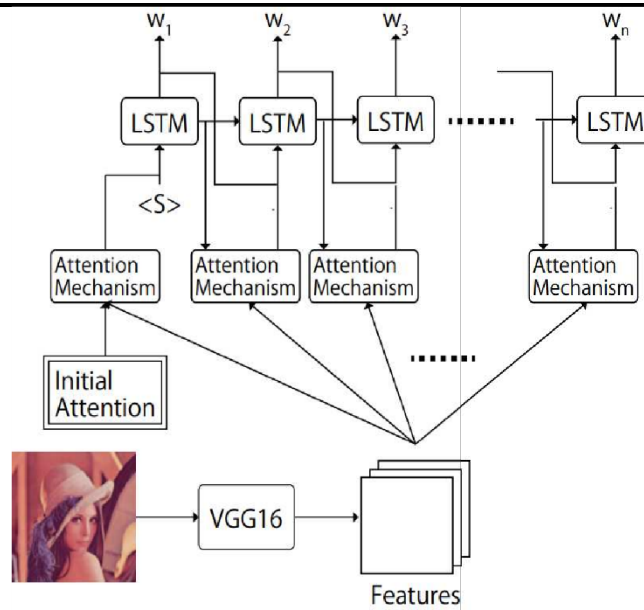 w1 w2 w3 wn
LSTM LSTM LSTM LSTM
<S>
Attention Mechanism
Attention Mechanism
Attention Mechanism
Attention Mechanism
Initial
Attention
VGG16
Features